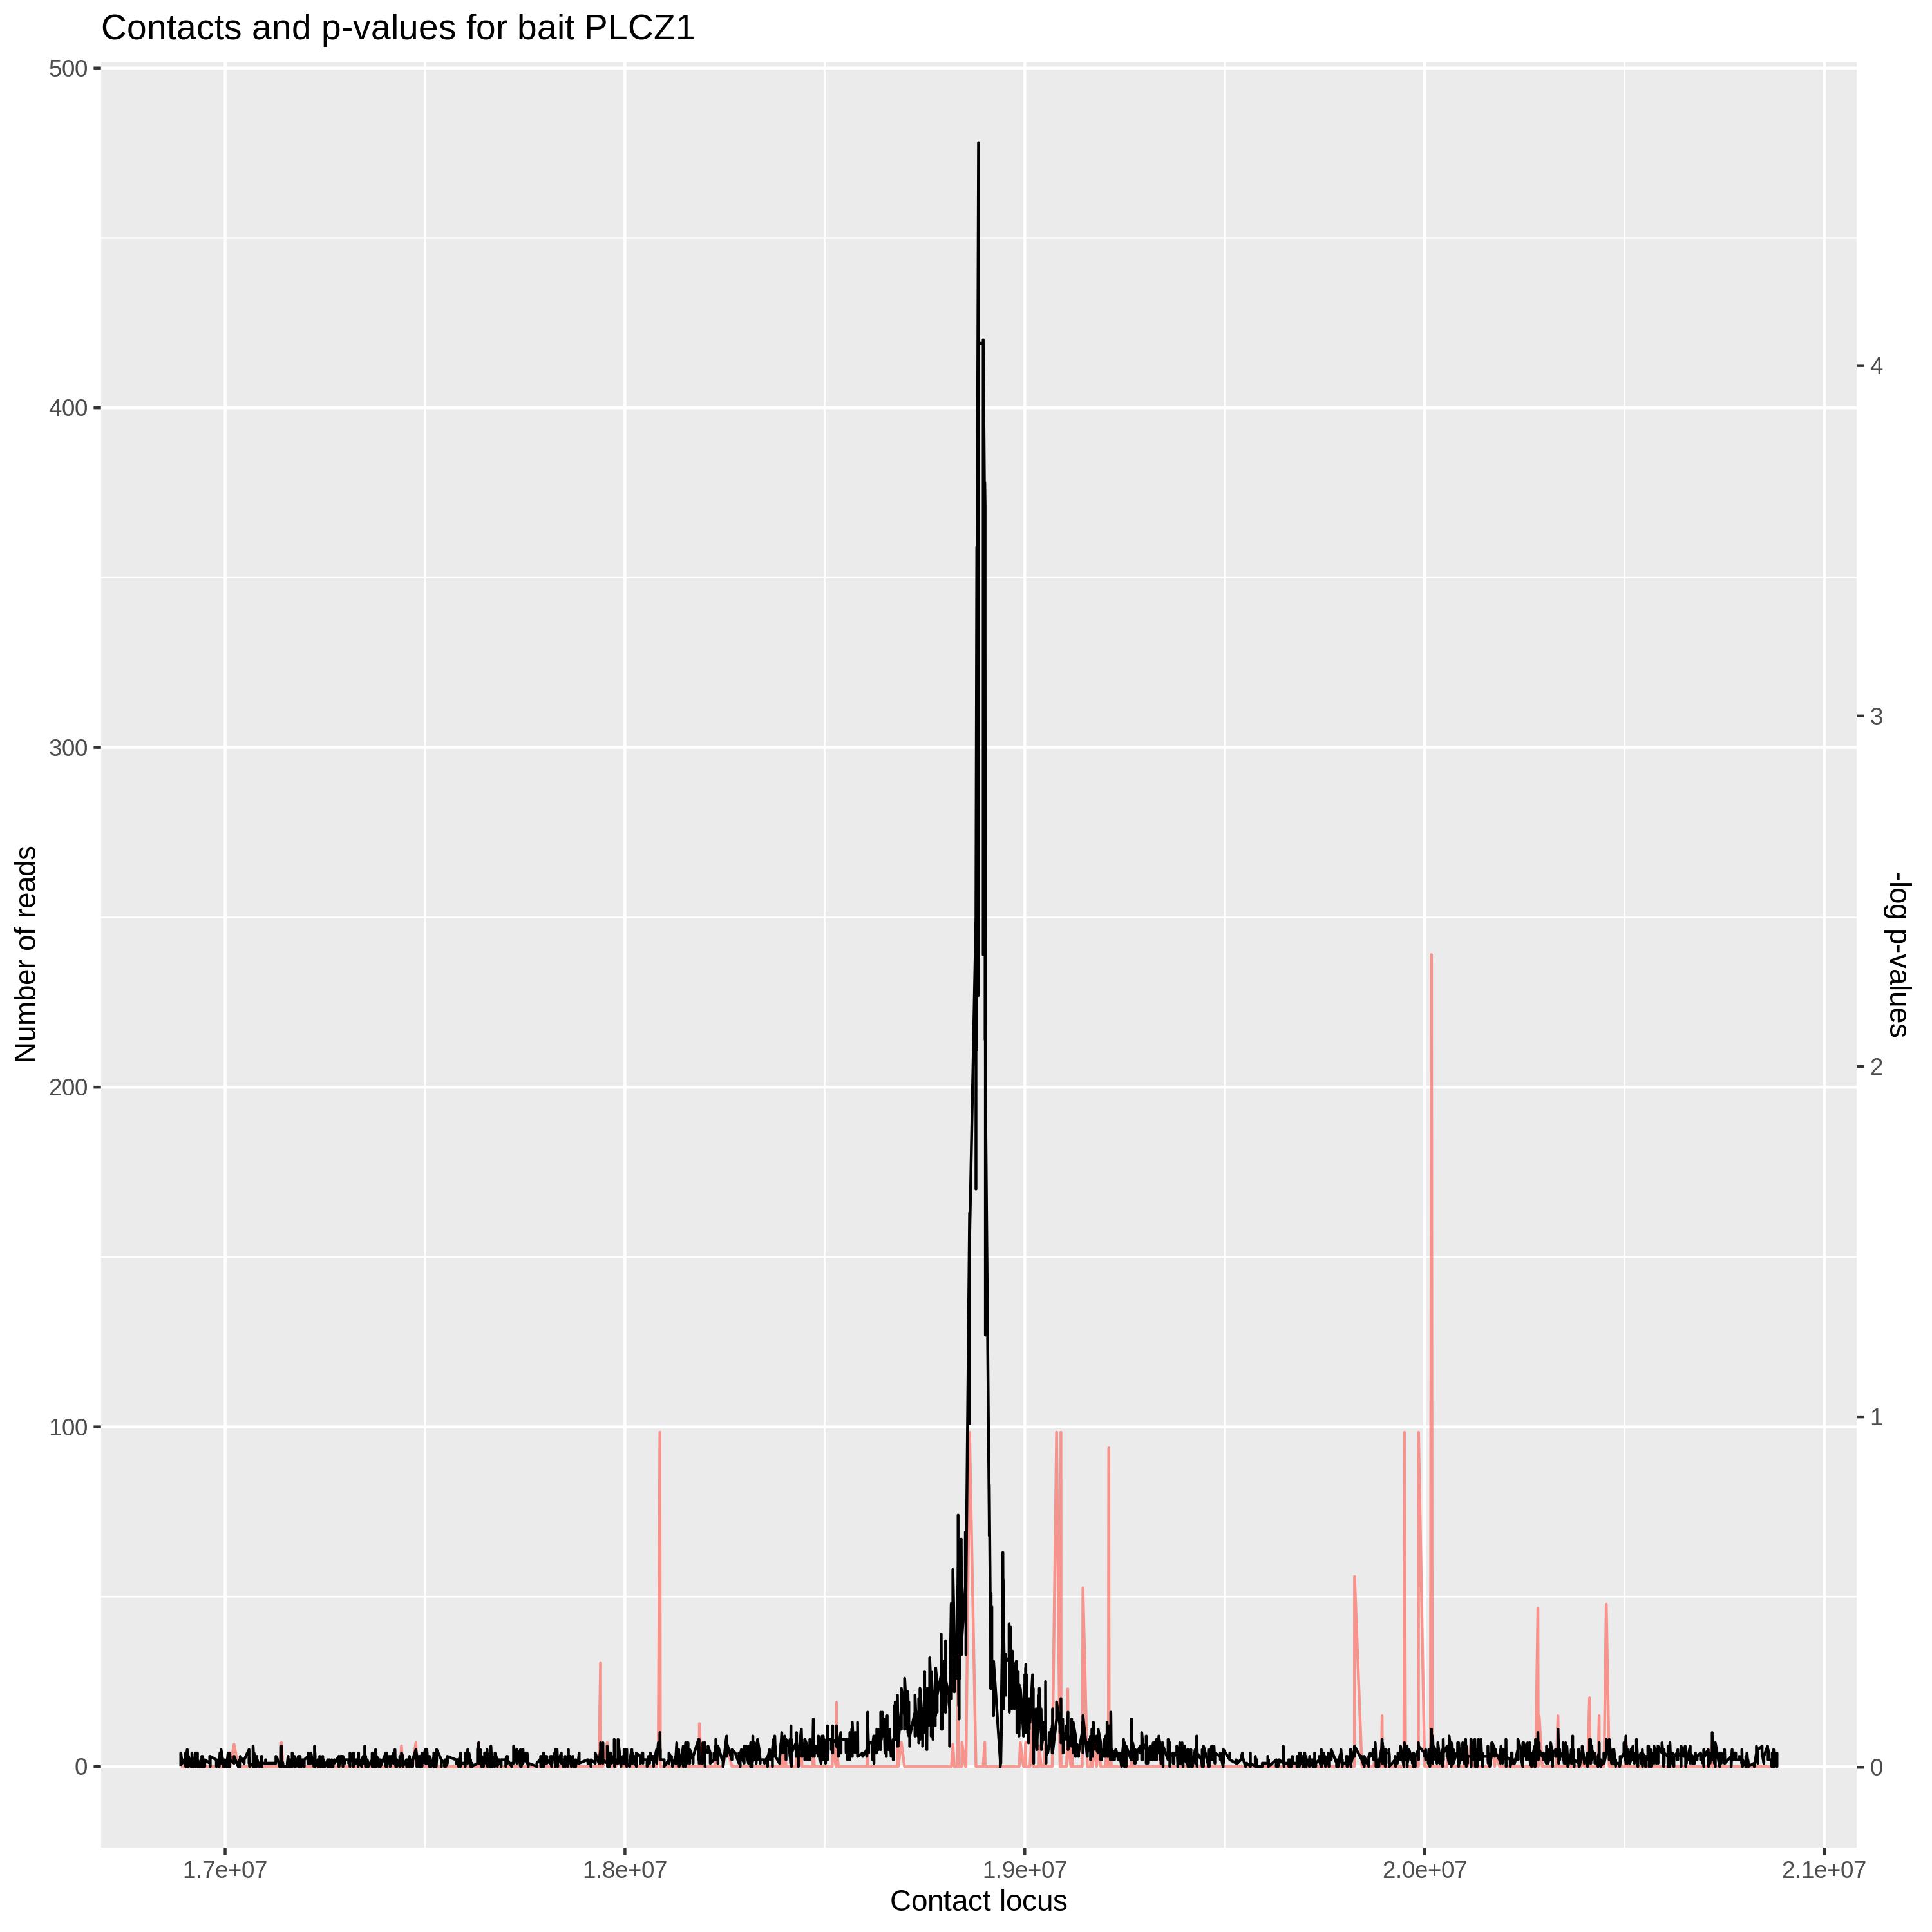 Contacts and p-values for bait PLCZ1
500
400
300
200
100
0
Number of reads
4
3
2
1
0
-log p-values
1.7e+07
1.8e+07
1.9e+07
2.0e+07
2.1e+07
Contact locus